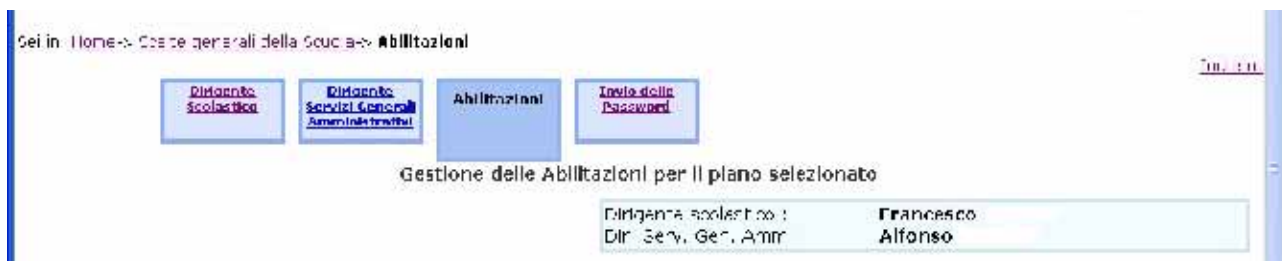 Sei in: Home-> Scelte generali della Scuola-> Abilitazioni
Dirigente
Scolastico
Dirigente
Servizi Generali
Amministrativi
Abilitazioni
Invio delle
Password
Gestione delle Abilitazioni per il piano selezionato
Dirigente scolastico : Francesco
Dir. Serv. Gen. Amm Alfonso